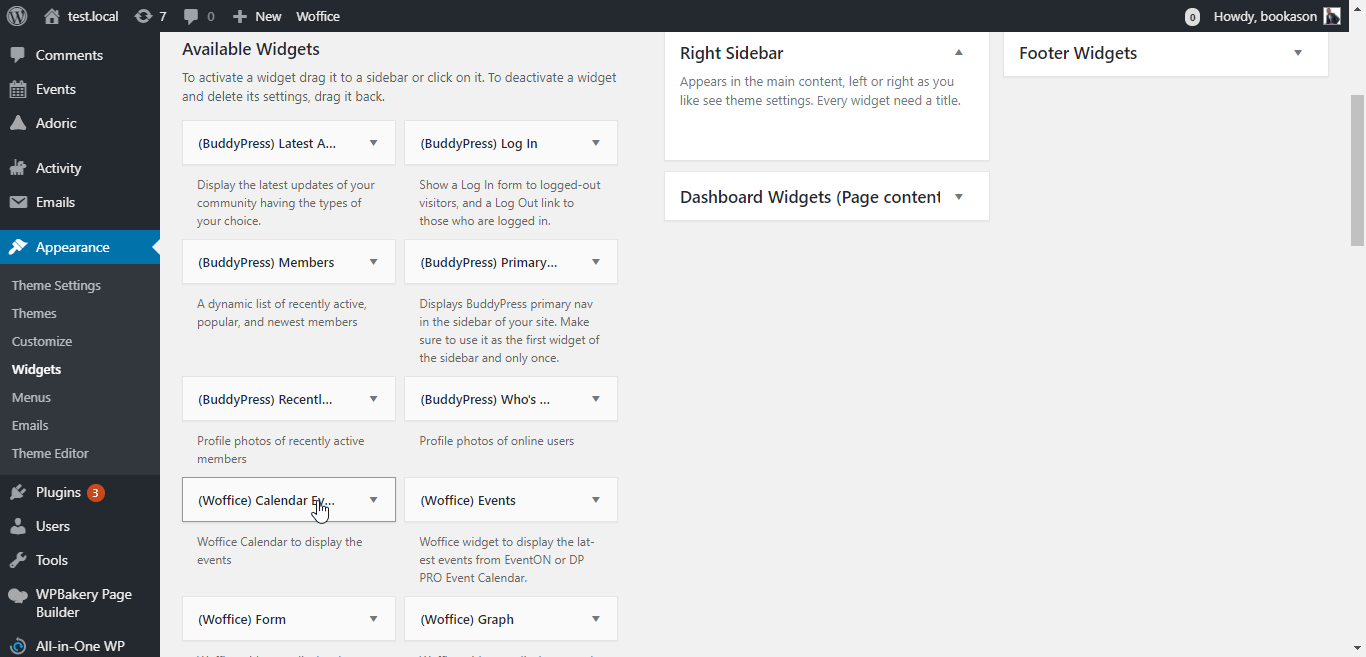 test.local
7
0
New
Woffice
0
Howdy, bookason
Comments
Events
Adoric
Activity
Emails
Appearance
Theme Settings
Themes
Customize
Widgets
Menus
Emails
Theme Editor
Plugins 3
Users
Tools
WPBakery Page
Builder
All-in-One WP
Available Widgets
To activate a widget drag it to a sidebar or click on it. To deactivate a widget
and delete its settings, drag it back.
(BuddyPress) Latest A...
Display the latest updates of your
community having the types of
your choice.
(BuddyPress) Log In
Show a Log In form to logged-out
visitors, and a Log Out link to
those who are logged in.
(BuddyPress) Members
A dynamic list of recently active,
popular, and newest members
(BuddyPress) Primary...
Displays BuddyPress primary nav
in the sidebar of your site. Make
sure to use it as the first widget of
the sidebar and only once.
(BuddyPress) Recentl...
Profile photos of recently active
members
(BuddyPress) Who's ...
Profile photos of online users
(Woffice) Calendar Ev...
Woffice Calendar to display the
events
(Woffice) Events
Woffice widget to display the lat-
est events from EventON or DP
PRO Event Calendar.
(Woffice) Form
(Woffice) Graph
Right Sidebar
Appears in the main content, left or right as you
like see theme settings. Every widget need a title.
Dashboard Widgets (Page content
Footer Widgets